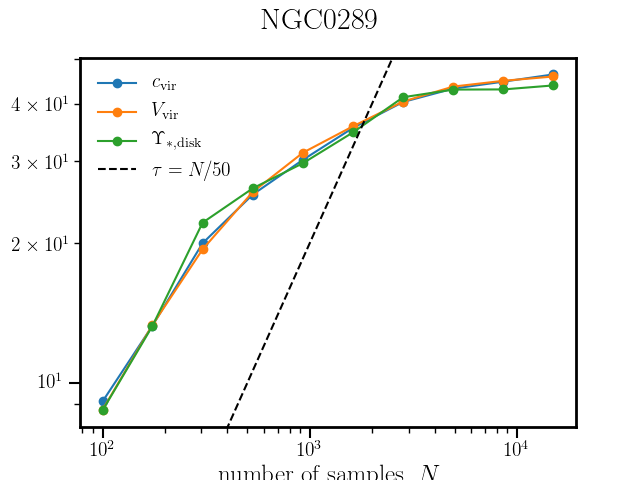 NGC0289
c_vir
V_vir
Υ_*,disk
τ = N/50
4 × 10^1
3 × 10^1
2 × 10^1
10^1
10^2 10^3 10^4
number of samples N